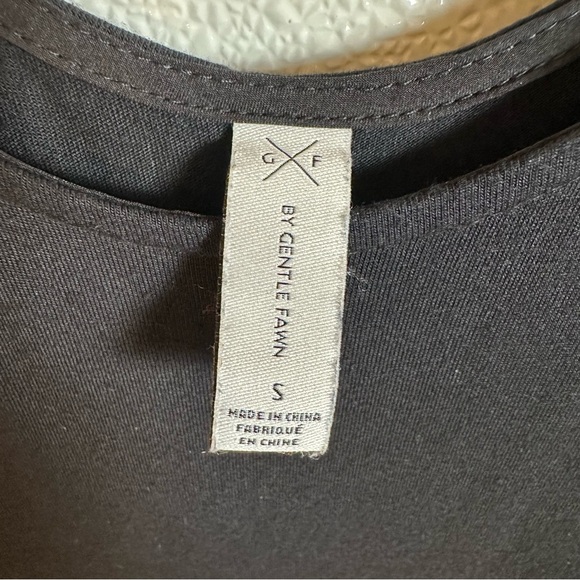 G F
BY GENTLE FAWN
S
MADE IN CHINA
FABRIQUÉ
EN CHINE